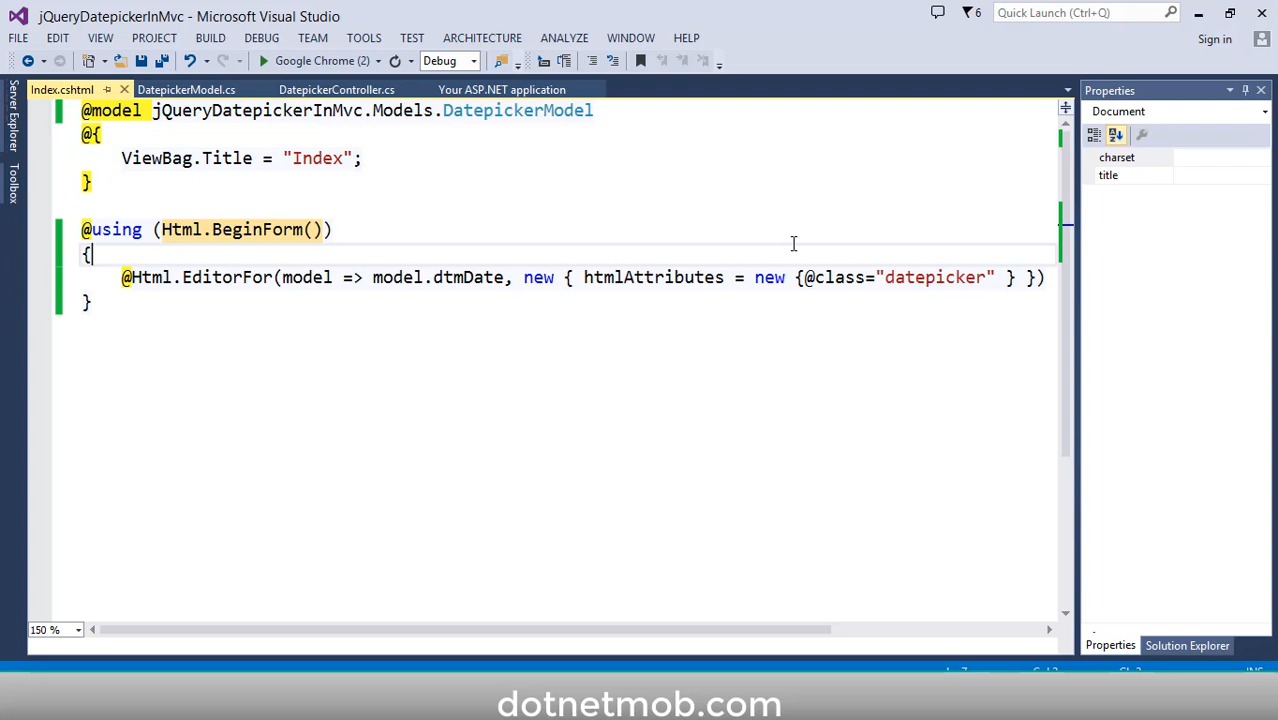 jQueryDatepickerInMvc - Microsoft Visual Studio
6
Quick Launch (Ctrl+Q)
FILE EDIT VIEW PROJECT BUILD DEBUG TEAM TOOLS TEST ARCHITECTURE ANALYZE WINDOW HELP
Sign in
Google Chrome (2)
Debug
Index.cshtml
DatepickerModel.cs
DatepickerController.cs
Your ASP.NET application
Properties
Server Explorer
Toolbox
@model jQueryDatepickerInMvc.Models.DatepickerModel
@{
ViewBag.Title = "Index";
}
@using (Html.BeginForm())
{
@Html.EditorFor(model => model.dtmDate, new { htmlAttributes = new {@class="datepicker" } })
}
Document
charset
title
150 %
Properties
Solution Explorer
dotnetmob.com